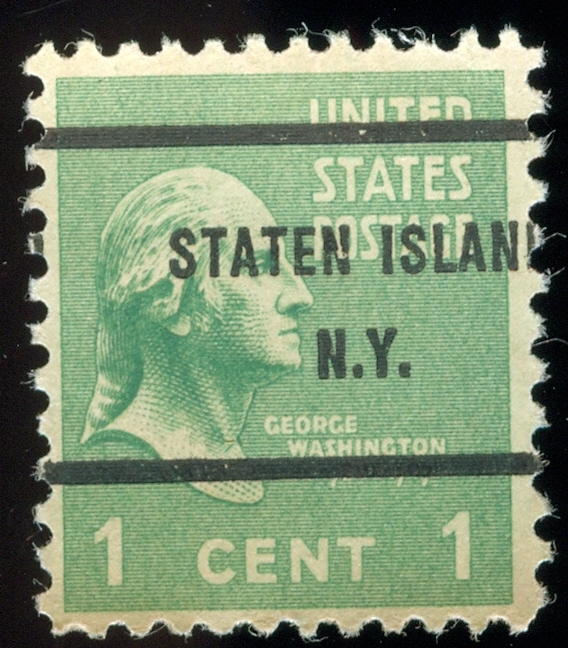 UNITED
STATES
POSTAGE
STATEN ISLAN
N.Y.
GEORGE
WASHINGTON
1 CENT 1